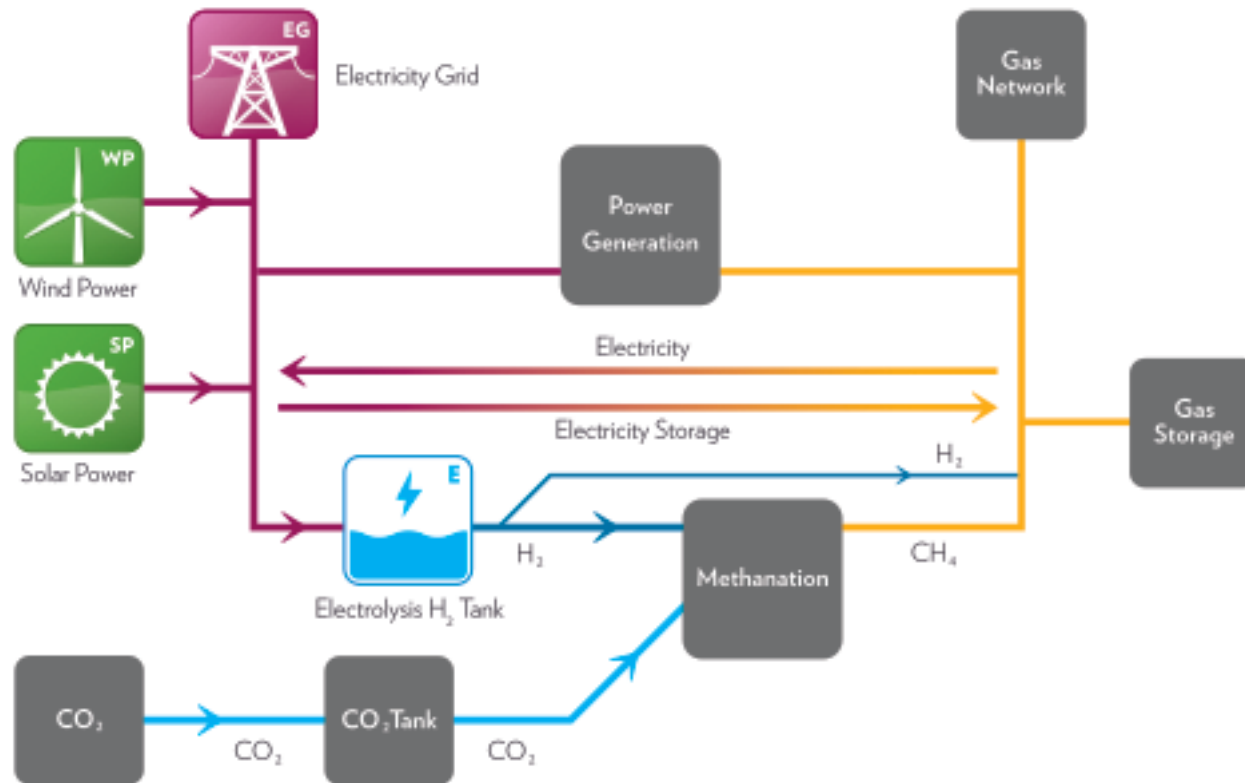 EG
Electricity Grid
Gas
Network
WP
Wind Power
Power
Generation
SP
Solar Power
Electricity
Electricity Storage
Gas
Storage
H₂
E
H₂
CH₄
Methanation
Electrolysis H₂ Tank
CO₂
CO₂
CO₂Tank
CO₂